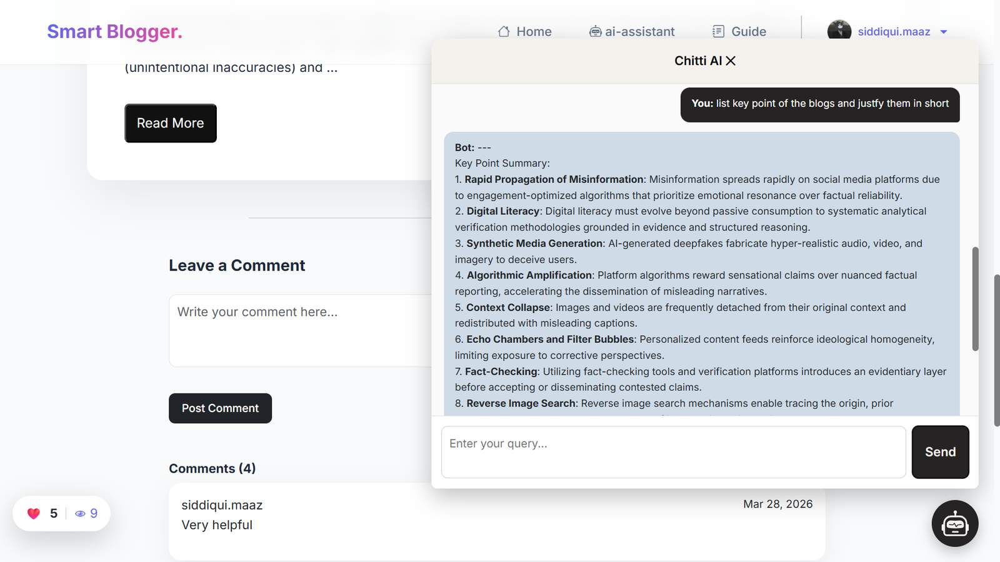 Smart Blogger.
Home
ai-assistant
Guide
siddiqui.maaz
(unintentional inaccuracies) and ...
Read More
Leave a Comment
Write your comment here...
Post Comment
Comments (4)
siddiqui.maaz
Mar 28, 2026
Very helpful
5
9
Chitti AI
You: list key point of the blogs and justfy them in short
Bot: ---
Key Point Summary:
1. Rapid Propagation of Misinformation: Misinformation spreads rapidly on social media platforms due
to engagement-optimized algorithms that prioritize emotional resonance over factual reliability.
2. Digital Literacy: Digital literacy must evolve beyond passive consumption to systematic analytical
verification methodologies grounded in evidence and structured reasoning.
3. Synthetic Media Generation: AI-generated deepfakes fabricate hyper-realistic audio, video, and
imagery to deceive users.
4. Algorithmic Amplification: Platform algorithms reward sensational claims over nuanced factual
reporting, accelerating the dissemination of misleading narratives.
5. Context Collapse: Images and videos are frequently detached from their original context and
redistributed with misleading captions.
6. Echo Chambers and Filter Bubbles: Personalized content feeds reinforce ideological homogeneity,
limiting exposure to corrective perspectives.
7. Fact-Checking: Utilizing fact-checking tools and verification platforms introduces an evidentiary layer
before accepting or disseminating contested claims.
8. Reverse Image Search: Reverse image search mechanisms enable tracing the origin, prior
Enter your query...
Send